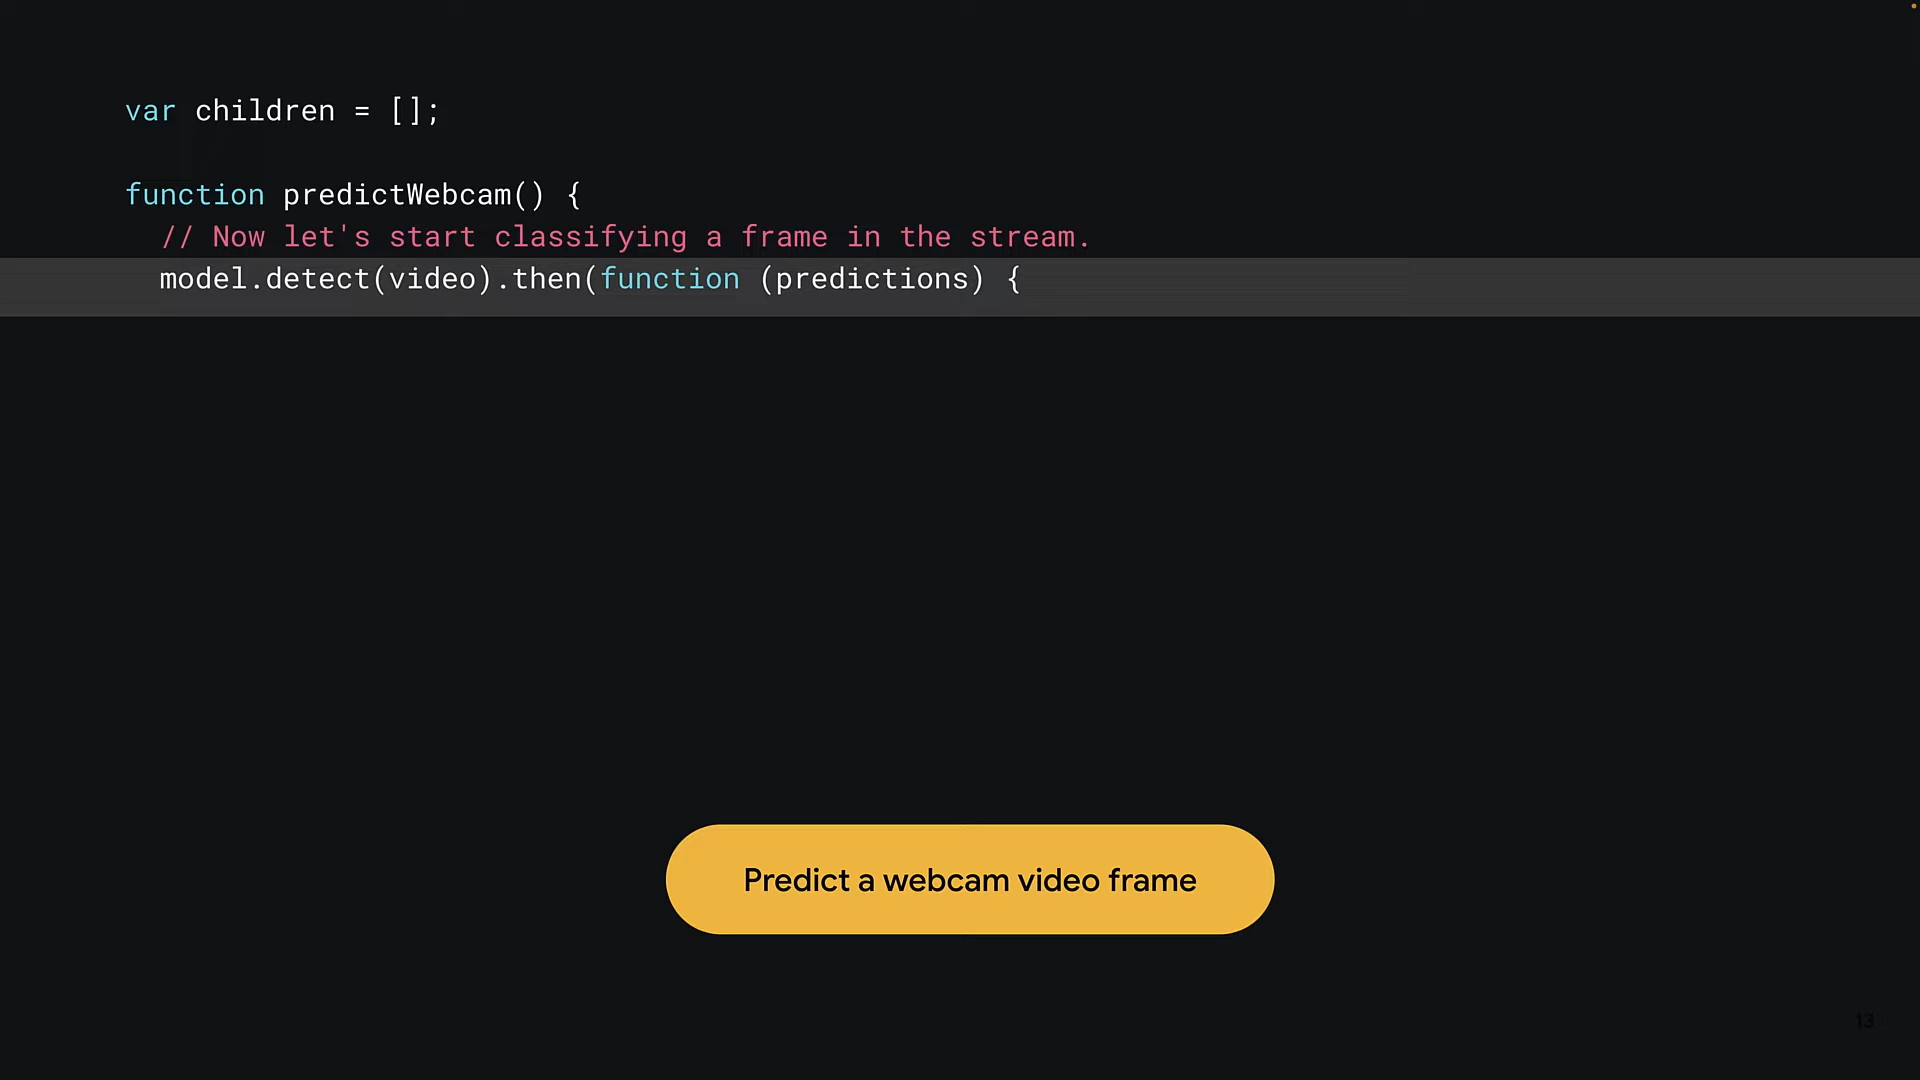 var children = [];
function predictWebcam() {
// Now let's start classifying a frame in the stream.
model.detect(video).then(function (predictions) {
Predict a webcam video frame
13